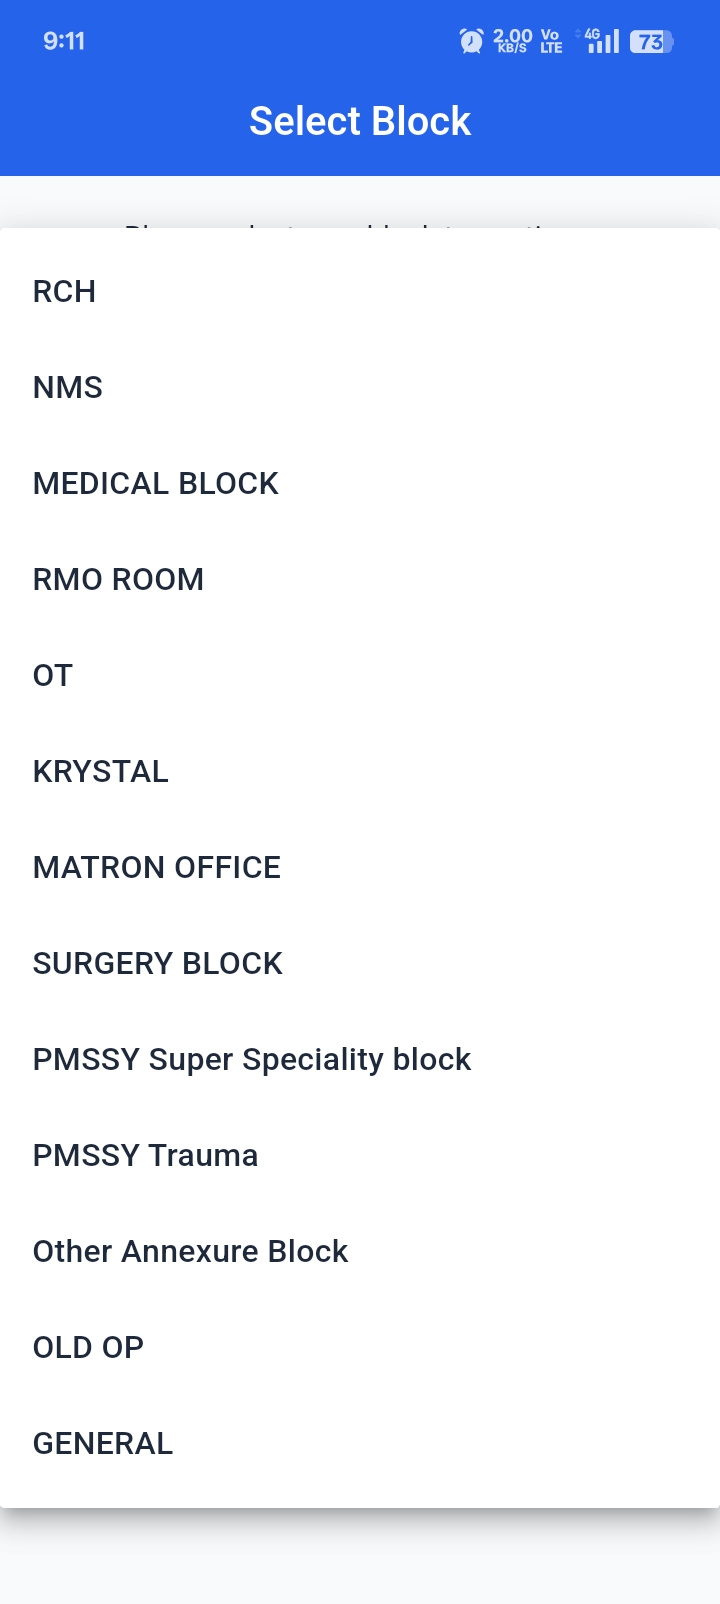 9:11
2.00
KB/S
Vo
LTE
4G
73
Select Block
RCH
NMS
MEDICAL BLOCK
RMO ROOM
OT
KRYSTAL
MATRON OFFICE
SURGERY BLOCK
PMSSY Super Speciality block
PMSSY Trauma
Other Annexure Block
OLD OP
GENERAL